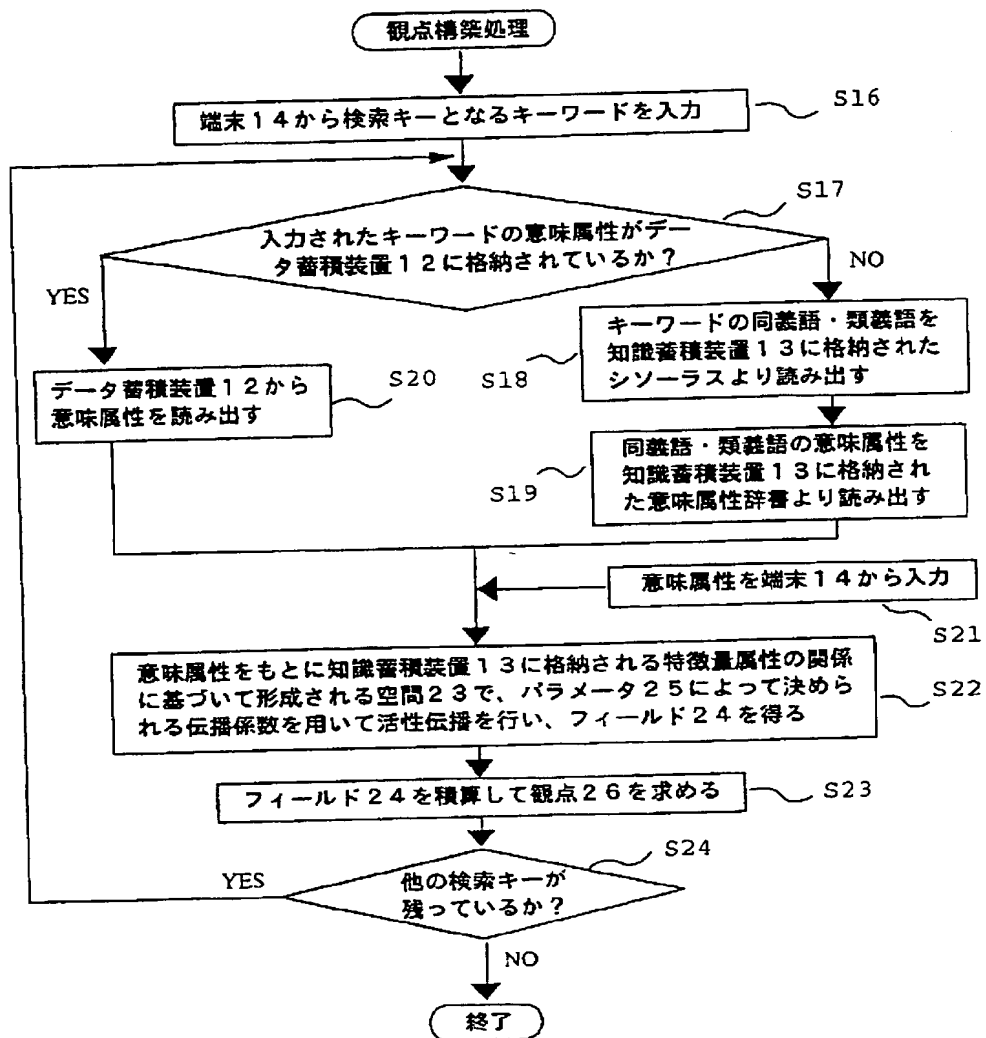 観点構築処理
端末14から検索キーとなるキーワードを入力
S16
S17
入力されたキーワードの意味属性がデー
タ蓄積装置12に格納されているか?
YES
NO
キーワードの同義語・類義語を
知識蓄積装置13に格納された
シソーラスより読み出す
S18
データ蓄積装置12から
意味属性を読み出す
S20
同義語・類義語の意味属性を
知識蓄積装置13に格納され
た意味属性辞書より読み出す
S19
意味属性を端末14から入力
S21
意味属性をもとに知識蓄積装置13に格納される特徴量属性の関係
に基づいて形成される空間23で、パラメータ25によって決めら
れる伝播係数を用いて活性伝播を行い、フィールド24を得る
S22
フィールド24を積算して観点26を求める
S23
S24
他の検索キーが
残っているか?
YES
NO
終了